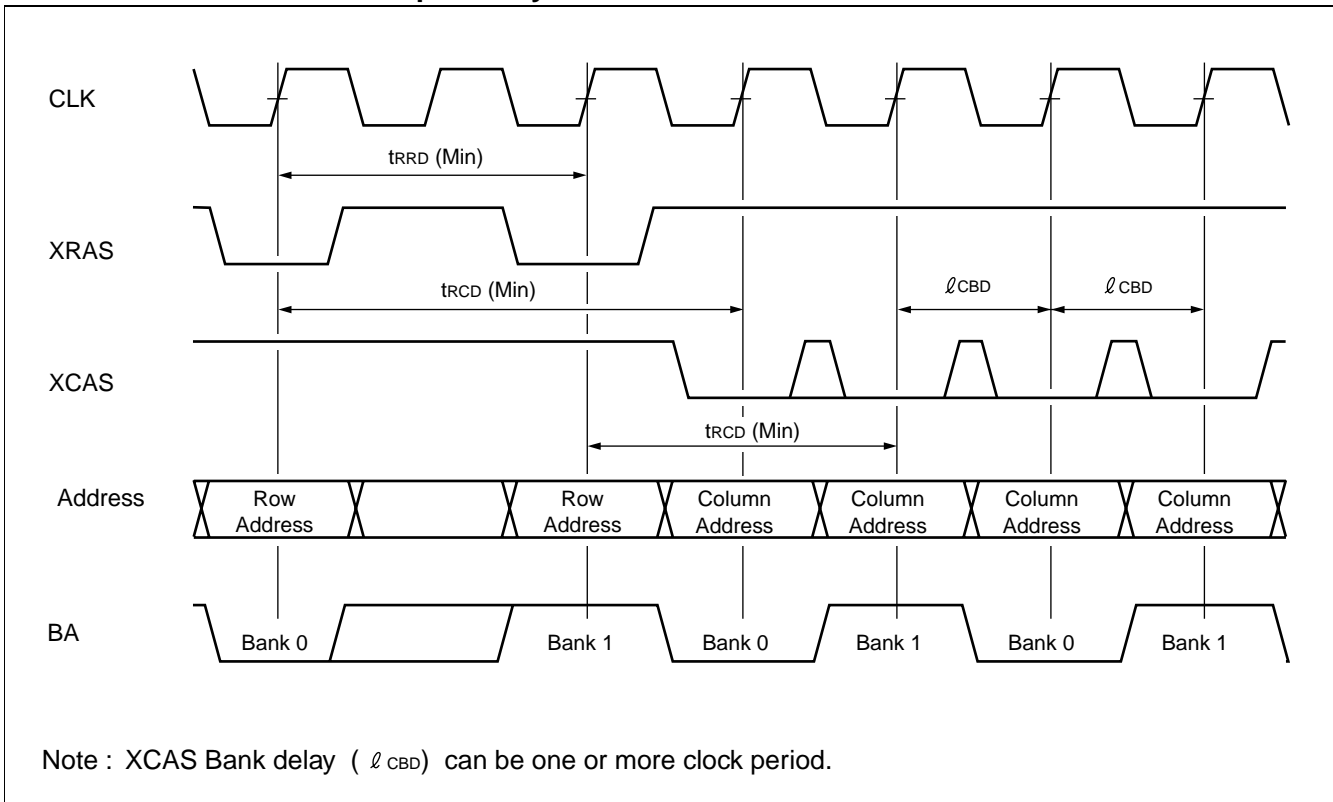 CLK
tRRD (Min)
XRAS
tRCD (Min)
ℓCBD
ℓCBD
XCAS
tRCD (Min)
Address
Row
Address
Row
Address
Column
Address
Column
Address
Column
Address
Column
Address
BA
Bank 0
Bank 1
Bank 0
Bank 1
Bank 0
Bank 1
Note : XCAS Bank delay ( ℓCBD) can be one or more clock period.